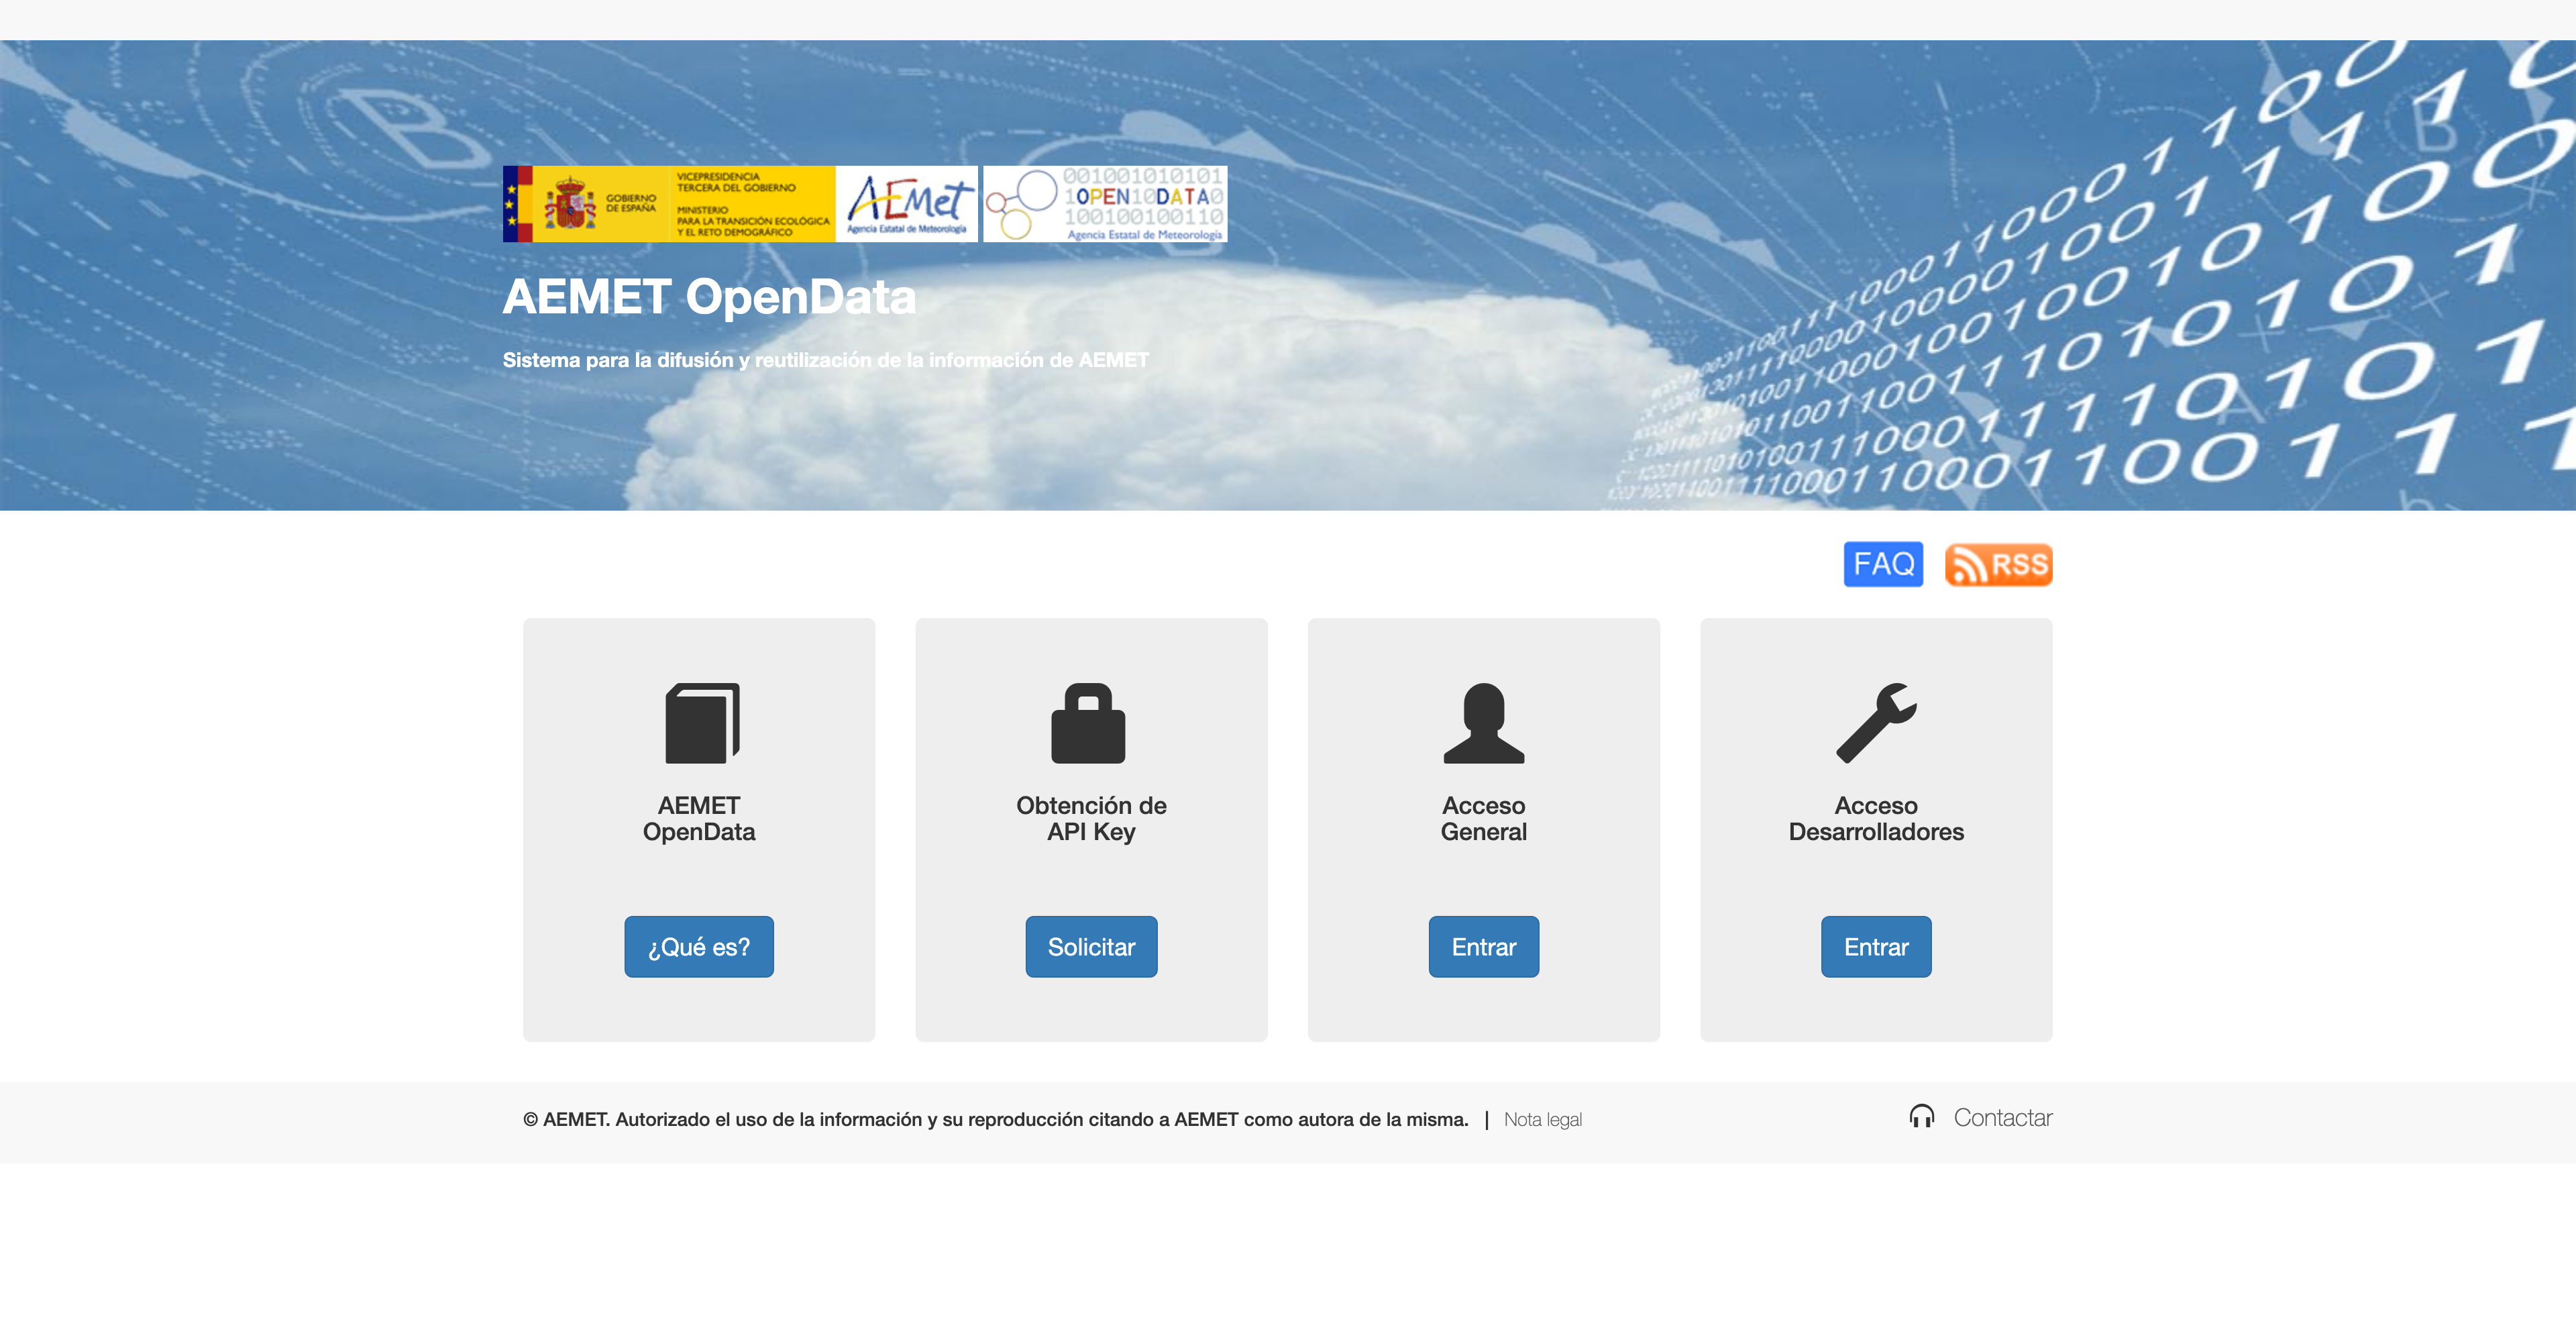 GOBIERNO
DE ESPAÑA
VICEPRESIDENCIA
TERCERA DEL GOBIERNO
MINISTERIO
PARA LA TRANSICIÓN ECOLÓGICA
Y EL RETO DEMOGRÁFICO
AEMet
Agencia Estatal de Meteorología
001001010101
1OPEN10DATA0
100100100110
Agencia Estatal de Meteorología
AEMET OpenData
Sistema para la difusión y reutilización de la información de AEMET
FAQ
RSS
AEMET
OpenData
¿Qué es?
Obtención de
API Key
Solicitar
Acceso
General
Entrar
Acceso
Desarrolladores
Entrar
© AEMET. Autorizado el uso de la información y su reproducción citando a AEMET como autora de la misma. | Nota legal
Contactar